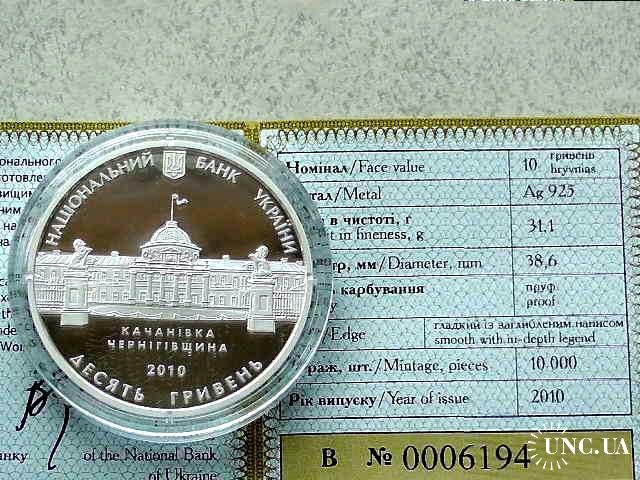 НАЦІОНАЛЬНИЙ БАНК УКРАЇНИ
КАЧАНІВКА
ЧЕРНІГІВЩИНА
2010
ДЕСЯТЬ ГРИВЕНЬ
Номінал/Face value
10 гривень
hryvnias
тал/Metal
Ag 925
в чистоті, г
in fineness, g
31,1
тр, мм/Diameter, mm
38,6
карбування
пруф
proof
/Edge
гладкий із заглибленим написом
smooth with in-depth legend
раж, шт./Mintage, pieces
10 000
Рік випуску/Year of issue
2010
В № 0006194
of the National Bank
of Ukraine
UNC.UA